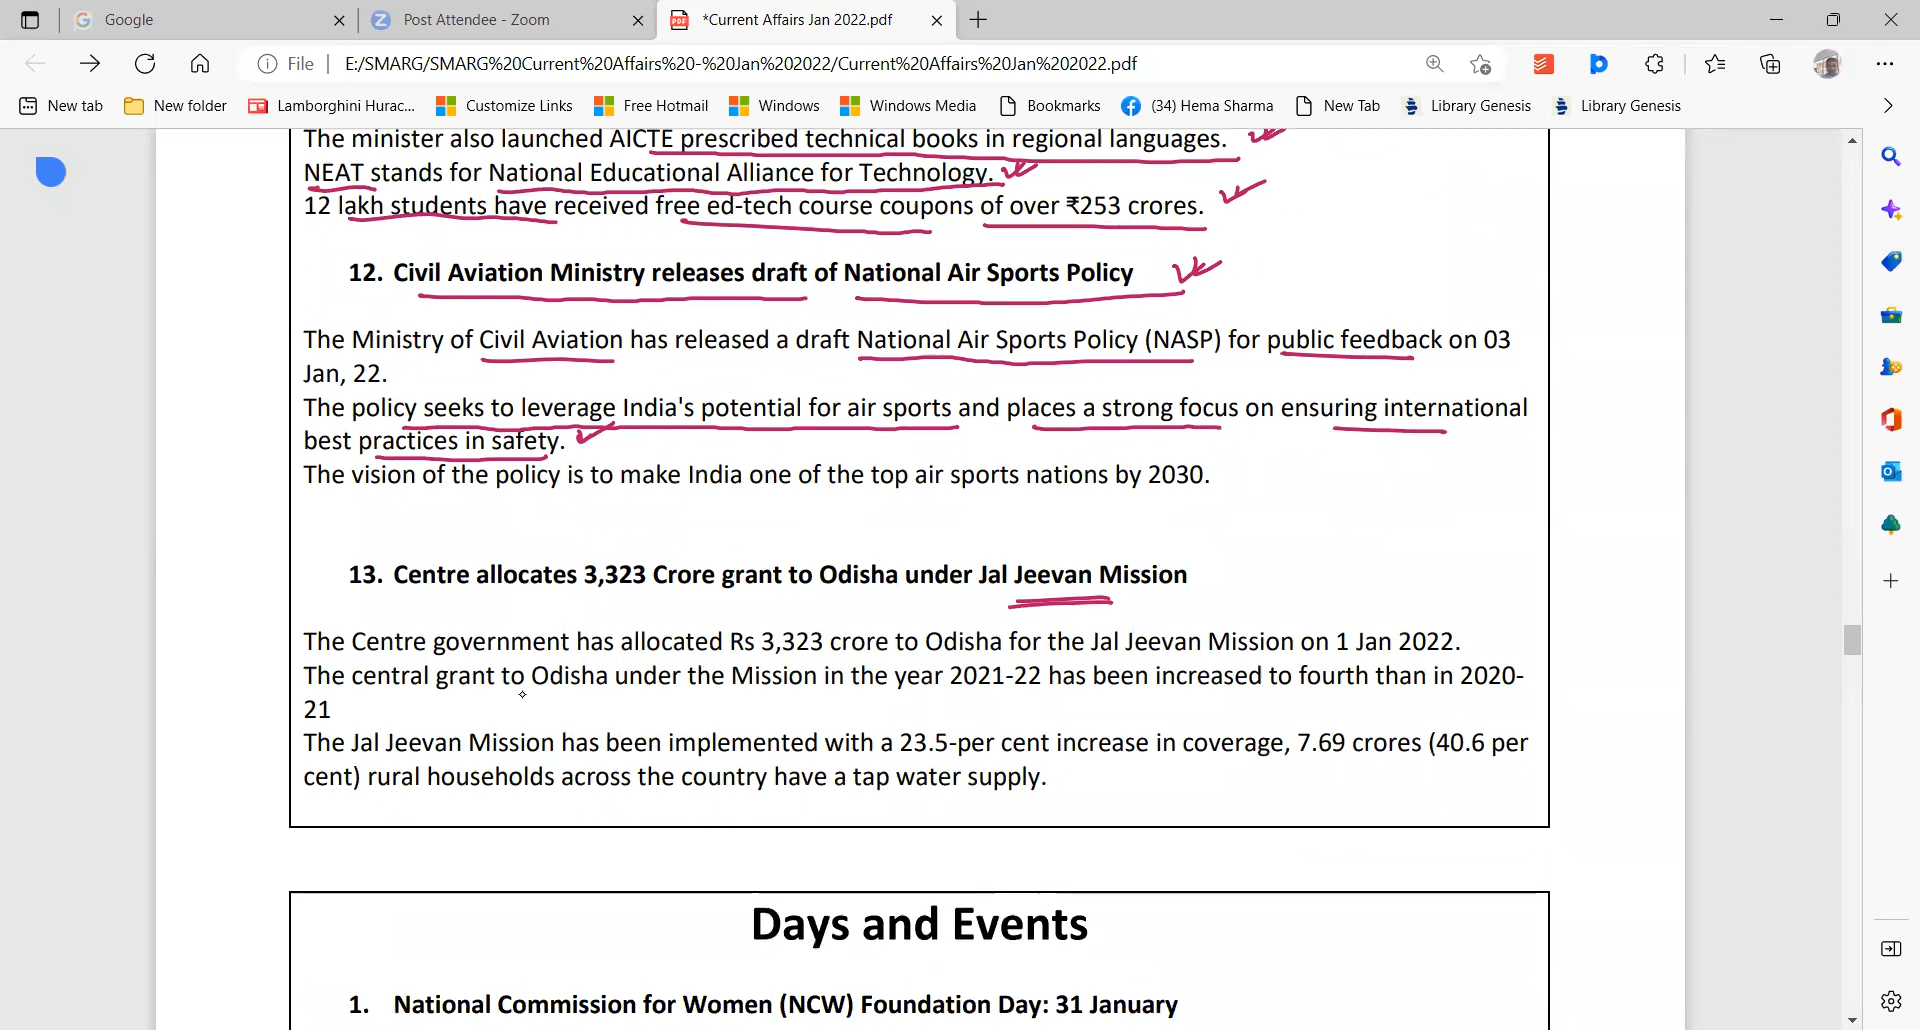 Google
Post Attendee - Zoom
*Current Affairs Jan 2022.pdf
File
E:/SMARG/SMARG%20Current%20Affairs%20-%20Jan%202022/Current%20Affairs%20Jan%202022.pdf
New tab
New folder
Lamborghini Hurac...
Customize Links
Free Hotmail
Windows
Windows Media
Bookmarks
(34) Hema Sharma
New Tab
Library Genesis
Library Genesis
The minister also launched AICTE prescribed technical books in regional languages.
NEAT stands for National Educational Alliance for Technology.
12 lakh students have received free ed-tech course coupons of over ₹253 crores.
12. Civil Aviation Ministry releases draft of National Air Sports Policy
The Ministry of Civil Aviation has released a draft National Air Sports Policy (NASP) for public feedback on 03
Jan, 22.
The policy seeks to leverage India's potential for air sports and places a strong focus on ensuring international
best practices in safety.
The vision of the policy is to make India one of the top air sports nations by 2030.
13. Centre allocates 3,323 Crore grant to Odisha under Jal Jeevan Mission
The Centre government has allocated Rs 3,323 crore to Odisha for the Jal Jeevan Mission on 1 Jan 2022.
The central grant to Odisha under the Mission in the year 2021-22 has been increased to fourth than in 2020-
21
The Jal Jeevan Mission has been implemented with a 23.5-per cent increase in coverage, 7.69 crores (40.6 per
cent) rural households across the country have a tap water supply.
Days and Events
1. National Commission for Women (NCW) Foundation Day: 31 January